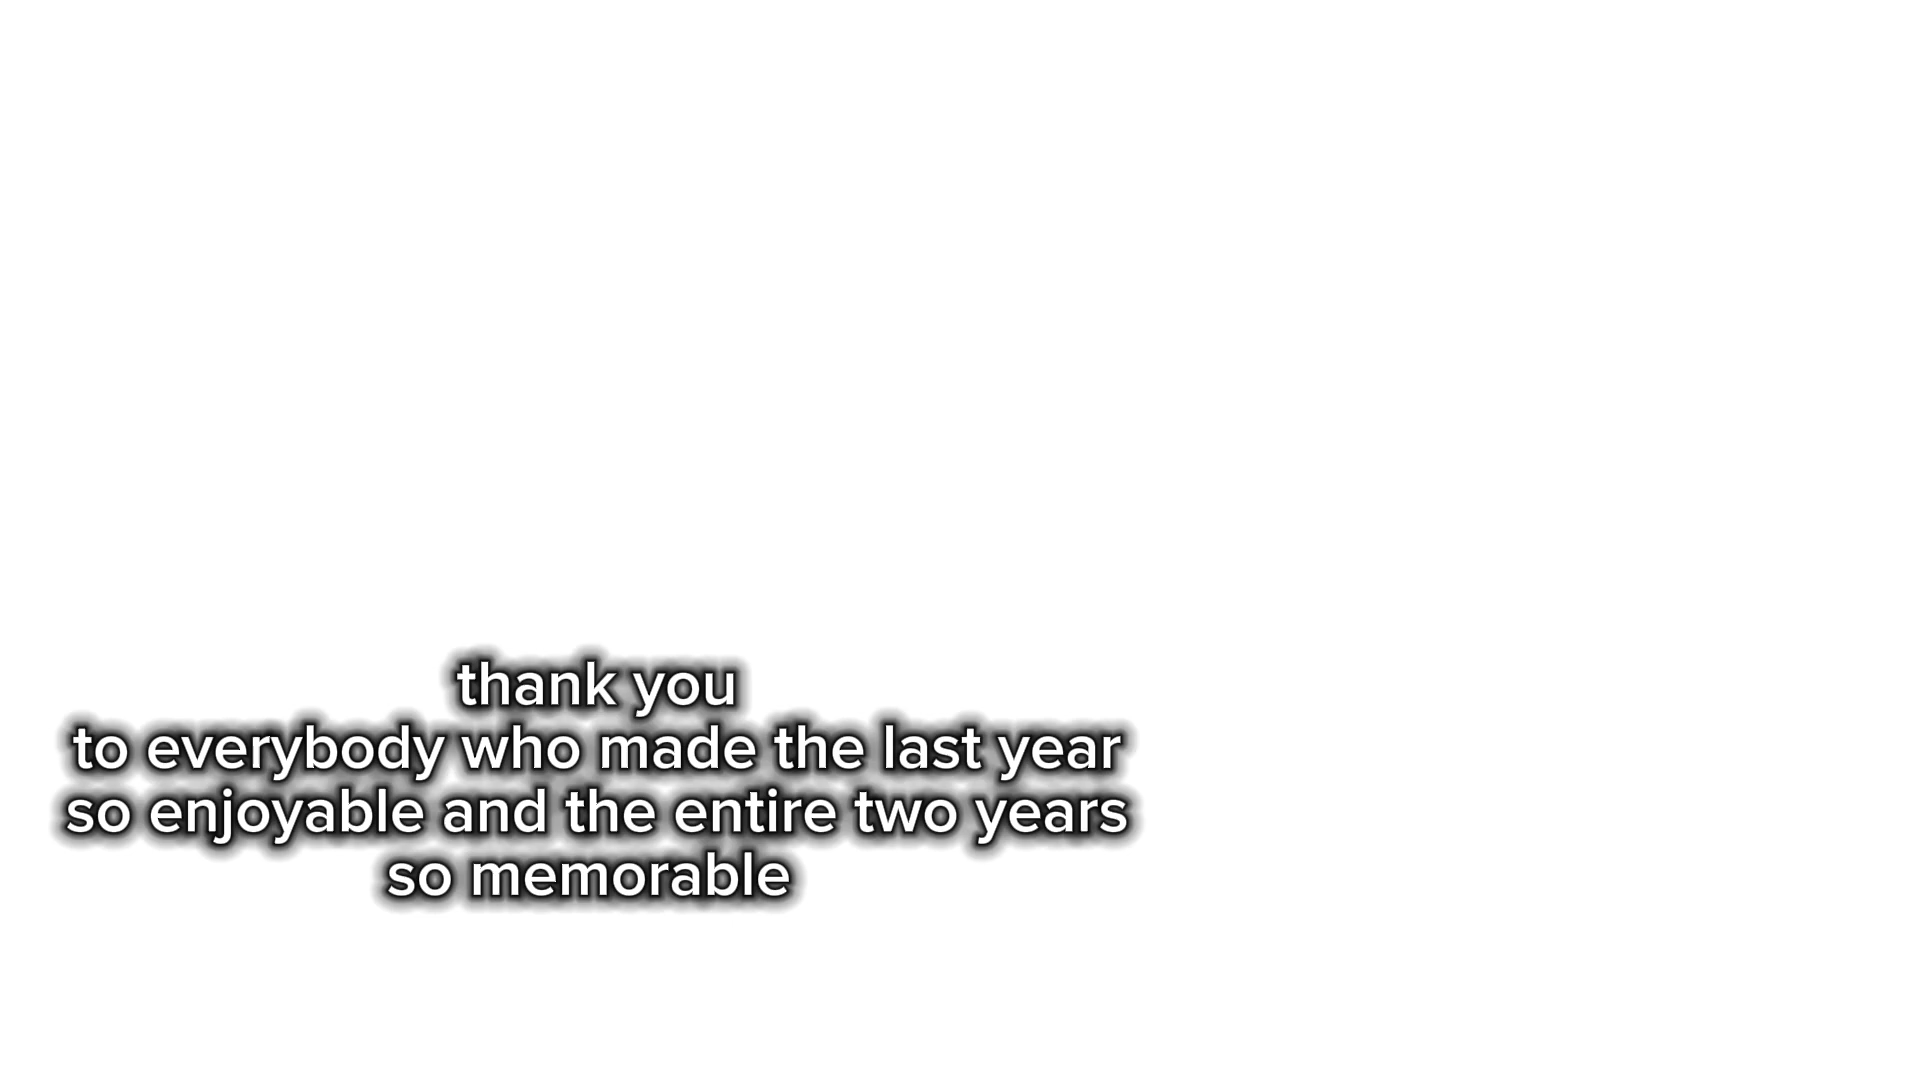 thank you
to everybody who made the last year
so enjoyable and the entire two years
so memorable